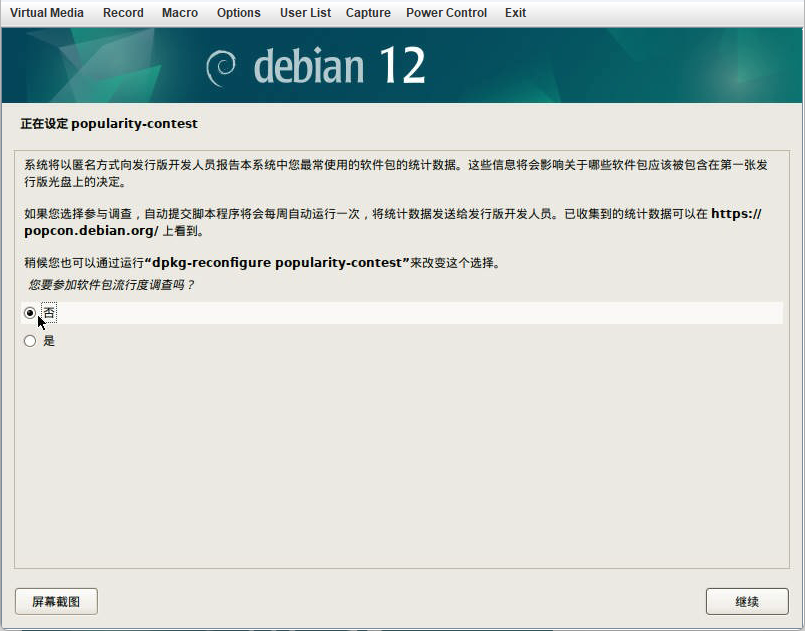 Virtual Media Record Macro Options User List Capture Power Control Exit
debian 12
正在设定 popularity-contest
系统将以匿名方式向发行版开发人员报告本系统中您最常使用的软件包的统计数据。这些信息将会影响关于哪些软件包应该被包含在第一张发
行版光盘上的决定。
如果您选择参与调查，自动提交脚本程序将会每周自动运行一次，将统计数据发送给发行版开发人员。已收集到的统计数据可以在 https://
popcon.debian.org/ 上看到。
稍候您也可以通过运行“dpkg-reconfigure popularity-contest”来改变这个选择。
您要参加软件包流行度调查吗？
否
是
屏幕截图 继续